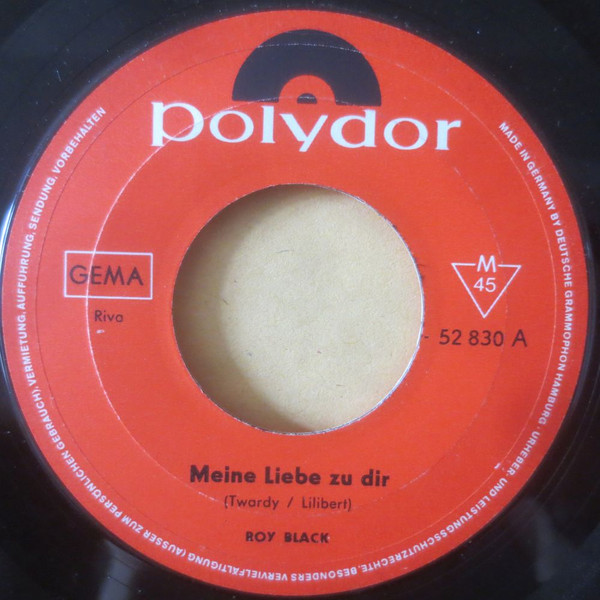 polydor
GEMA
Riva
M
45
52 830 A
Meine Liebe zu dir
(Twardy / Lilibert)
ROY BLACK
MADE IN GERMANY BY DEUTSCHE GRAMMOPHON HAMBURG · URHEBER- UND LEISTUNGSSCHUTZRECHTE, BESONDERS VERVIELFÄLTIGUNG (AUSSER ZUM PERSÖNLICHEN GEBRAUCH), VERMIETUNG, AUFFÜHRUNG, SENDUNG, VORBEHALTEN